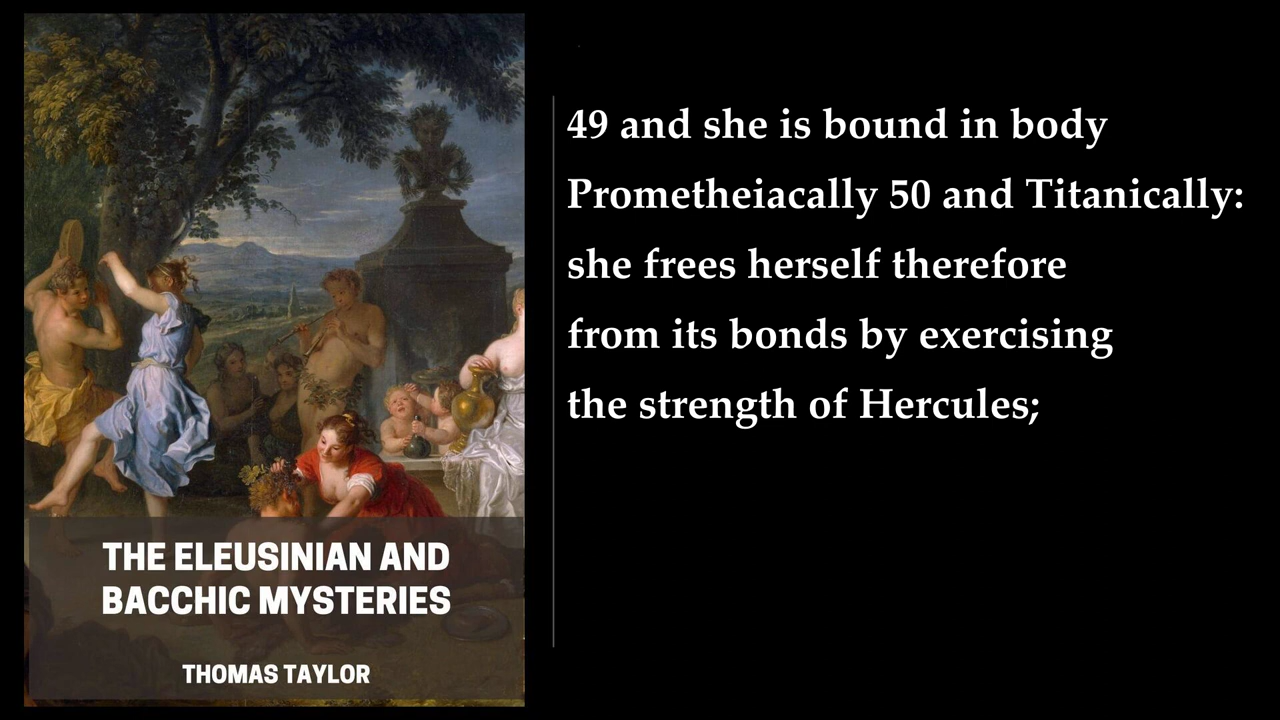 THE ELEUSINIAN AND
BACCHIC MYSTERIES
THOMAS TAYLOR
49 and she is bound in body
Prometheiacally 50 and Titanically:
she frees herself therefore
from its bonds by exercising
the strength of Hercules;